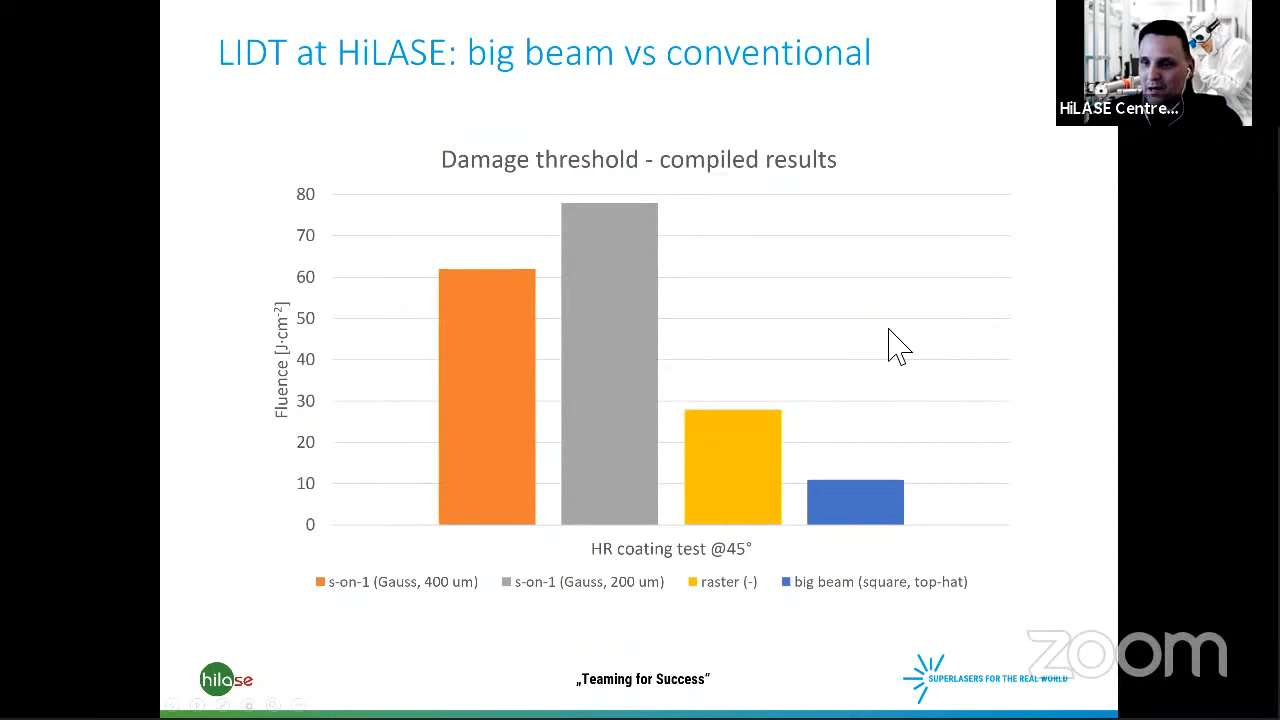 LIDT at HiLASE: big beam vs conventional
HiLASE Centre...
Damage threshold - compiled results
80
70
60
50
40
30
20
10
0
Fluence [J·cm⁻²]
HR coating test @45°
s-on-1 (Gauss, 400 um)
s-on-1 (Gauss, 200 um)
raster (-)
big beam (square, top-hat)
zoom
hilase
„Teaming for Success“
SUPERLASERS FOR THE REAL WORLD